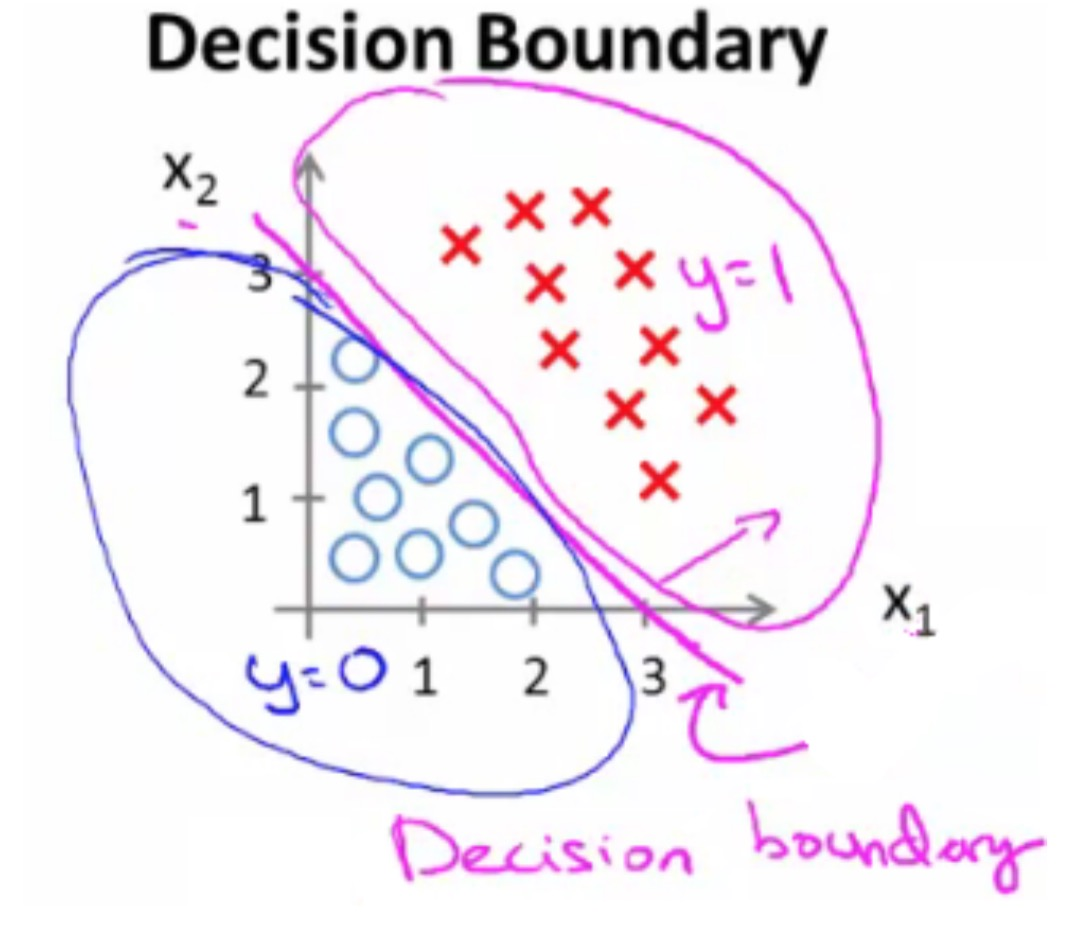 Decision Boundary
x₂
3
2
1
y=1
x₁
y=0 1 2 3
Decision boundary